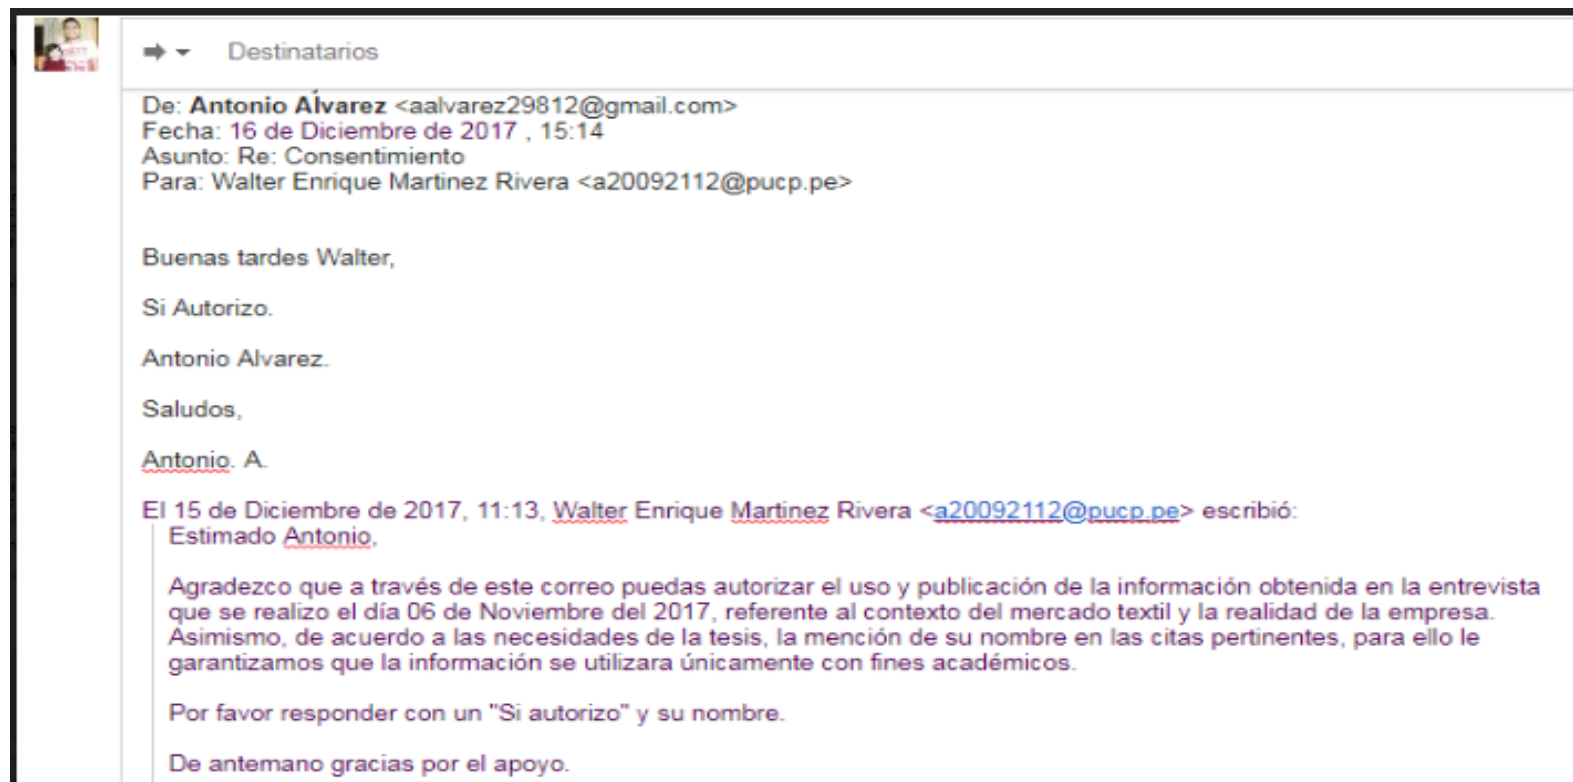 Destinatarios
De: Antonio Alvarez <aalvarez29812@gmail.com>
Fecha: 16 de Diciembre de 2017 , 15:14
Asunto: Re: Consentimiento
Para: Walter Enrique Martinez Rivera <a20092112@pucp.pe>
Buenas tardes Walter,
Si Autorizo.
Antonio Alvarez.
Saludos,
Antonio. A.
El 15 de Diciembre de 2017, 11:13, Walter Enrique Martinez Rivera <a20092112@pucp.pe> escribió:
Estimado Antonio,
Agradezco que a través de este correo puedas autorizar el uso y publicación de la información obtenida en la entrevista
que se realizo el día 06 de Noviembre del 2017, referente al contexto del mercado textil y la realidad de la empresa.
Asimismo, de acuerdo a las necesidades de la tesis, la mención de su nombre en las citas pertinentes, para ello le
garantizamos que la información se utilizara únicamente con fines académicos.
Por favor responder con un "Si autorizo" y su nombre.
De antemano gracias por el apoyo.